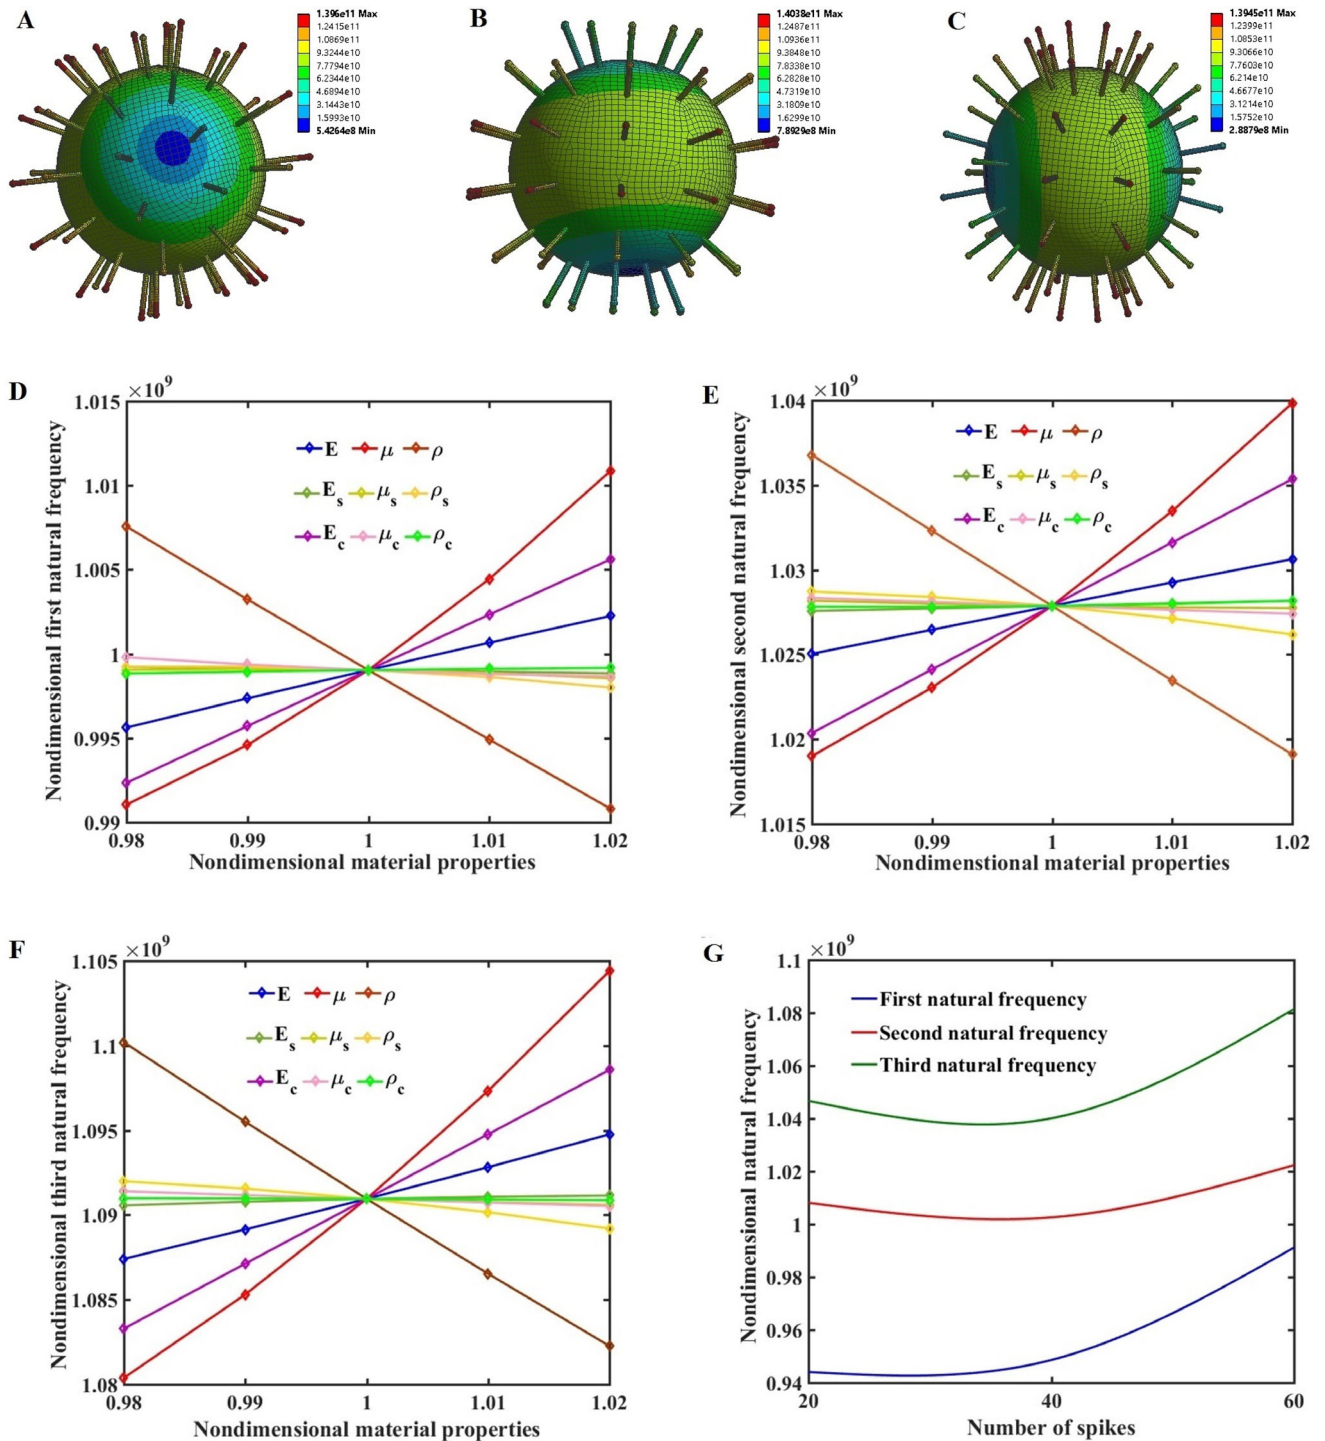 A
1.396e11 Max
1.2415e11
1.0869e11
9.3244e10
7.7794e10
6.2344e10
4.6894e10
3.1443e10
1.5993e10
5.4264e8 Min
B
1.4038e11 Max
1.2487e11
1.0936e11
9.3848e10
7.8338e10
6.2828e10
4.7319e10
3.1809e10
1.6299e10
7.8929e8 Min
C
1.3945e11 Max
1.2399e11
1.0853e11
9.3066e10
7.7603e10
6.214e10
4.6677e10
3.1214e10
1.5752e10
2.8879e8 Min
D
×10⁹
1.015
1.01
1.005
1
0.995
0.99
Nondimensional first natural frequency
E μ ρ
Eₛ μₛ ρₛ
E꜀ μ꜀ ρ꜀
0.98 0.99 1 1.01 1.02
Nondimensional material properties
E
×10⁹
1.04
1.035
1.03
1.025
1.02
1.015
Nondimensional second natural frequency
E μ ρ
Eₛ μₛ ρₛ
E꜀ μ꜀ ρ꜀
0.98 0.99 1 1.01 1.02
Nondimenstional material properties
F
×10⁹
1.105
1.1
1.095
1.09
1.085
1.08
Nondimensional third natural frequency
E μ ρ
Eₛ μₛ ρₛ
E꜀ μ꜀ ρ꜀
0.98 0.99 1 1.01 1.02
Nondimensional material properties
G
×10⁹
1.1
1.08
1.06
1.04
1.02
1
0.98
0.96
0.94
Nondimensional natural frequency
First natural frequency
Second natural frequency
Third natural frequency
20 40 60
Number of spikes